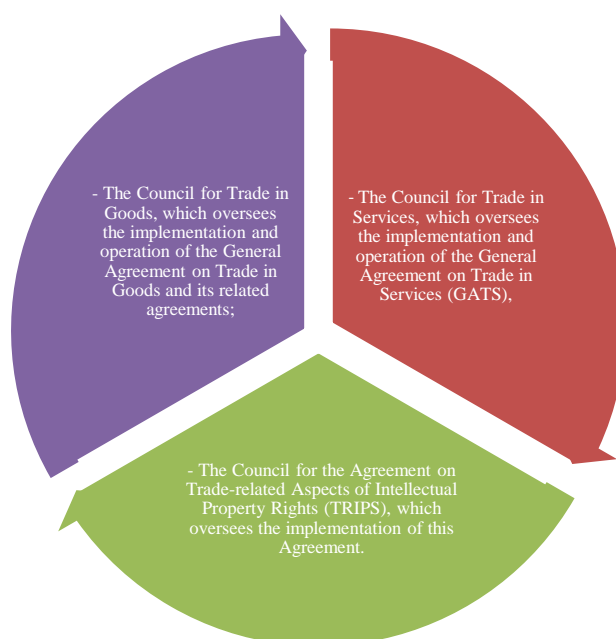 - The Council for Trade in
Goods, which oversees
the implementation and
operation of the General
Agreement on Trade in
Goods and its related
agreements;
- The Council for Trade in
Services, which oversees
the implementation and
operation of the General
Agreement on Trade in
Services (GATS),
- The Council for the Agreement on
Trade-related Aspects of Intellectual
Property Rights (TRIPS), which
oversees the implementation of this
Agreement.